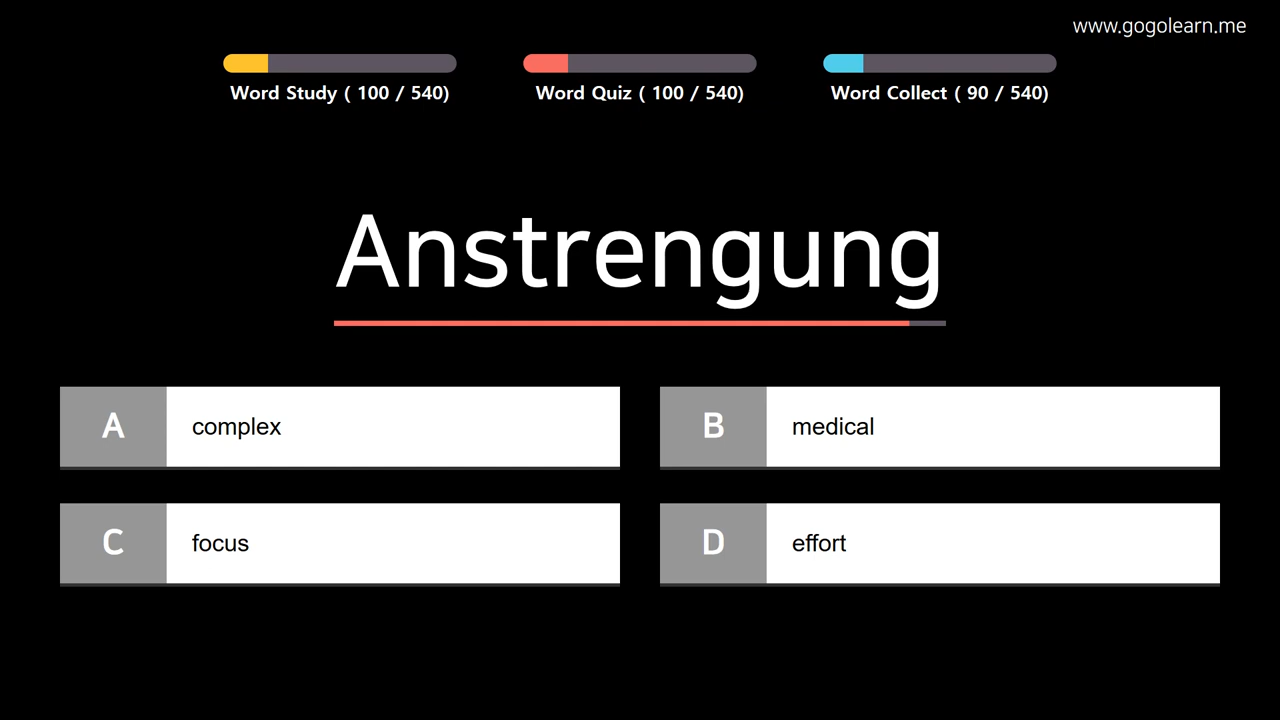 www.gogolearn.me
Word Study ( 100 / 540)
Word Quiz ( 100 / 540)
Word Collect ( 90 / 540)
Anstrengung
A complex
B medical
C focus
D effort